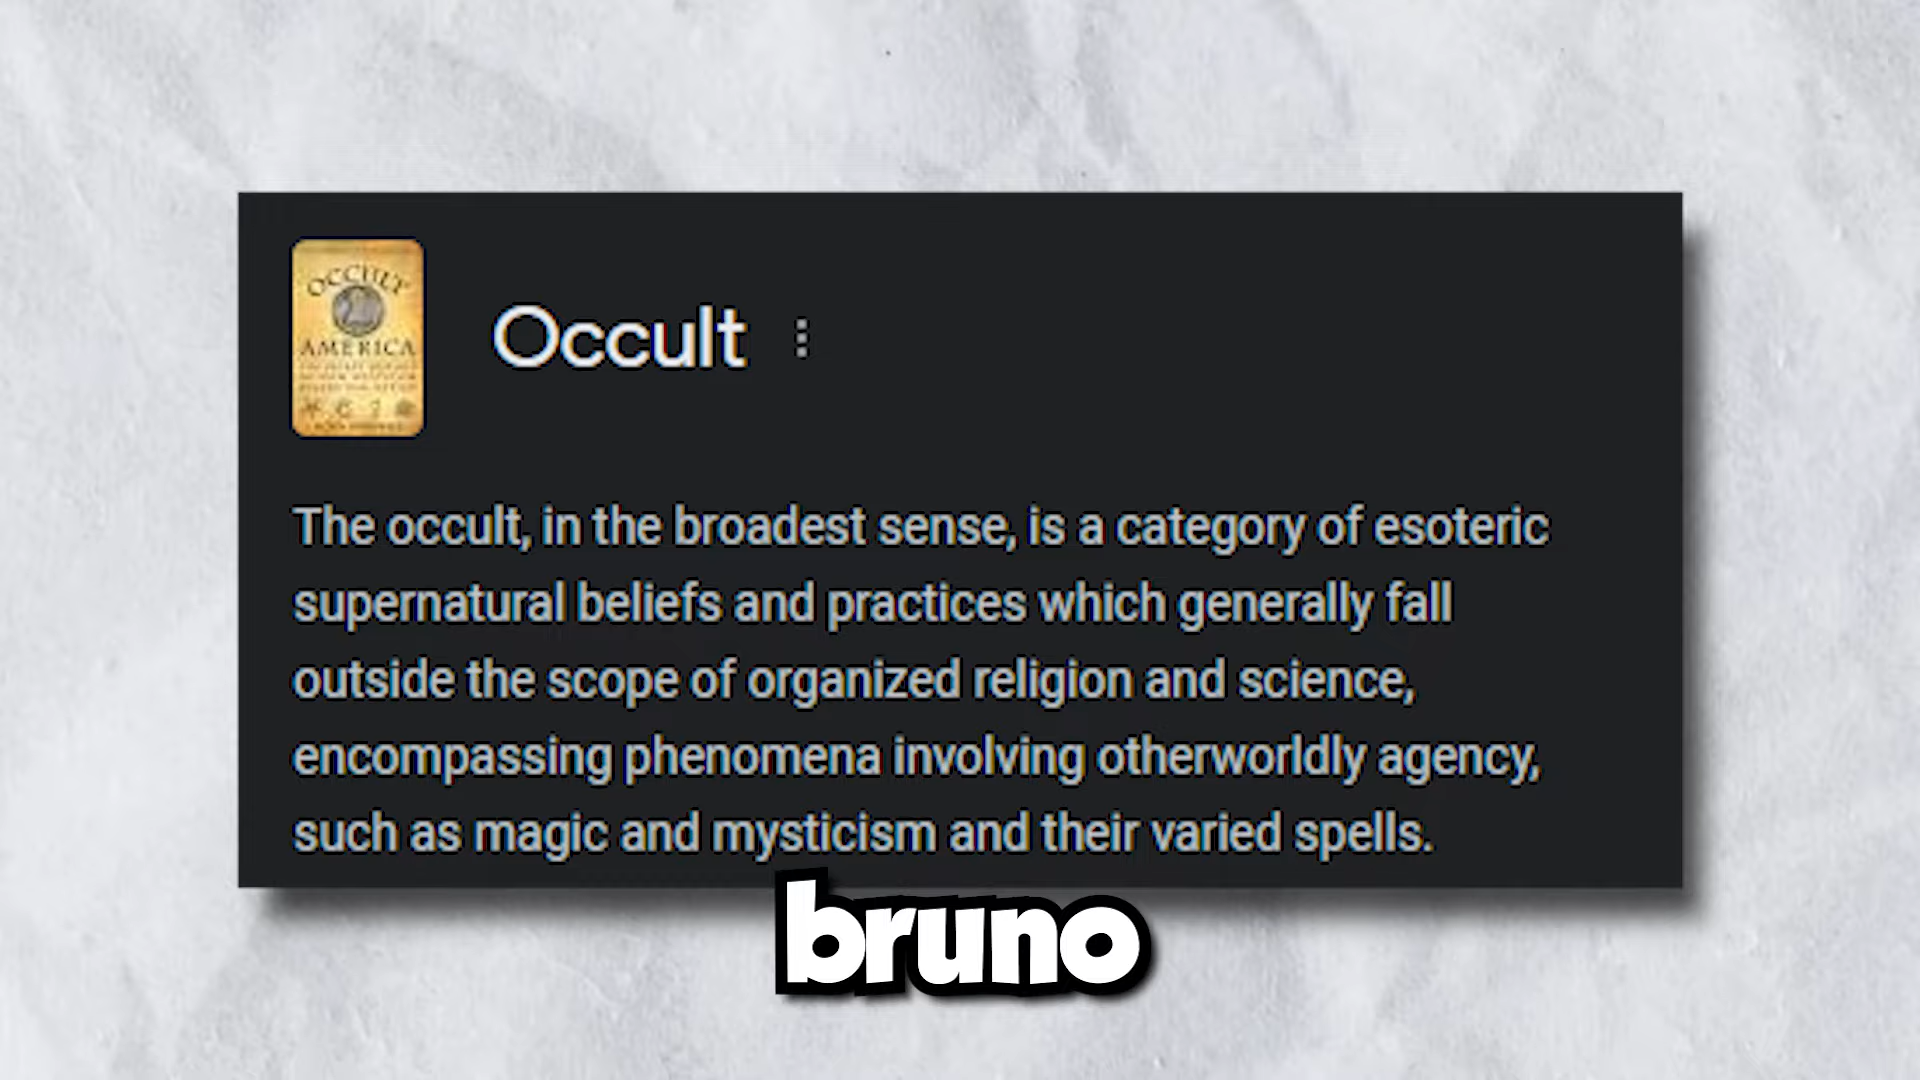 OCCULT
AMERICA
Occult
The occult, in the broadest sense, is a category of esoteric
supernatural beliefs and practices which generally fall
outside the scope of organized religion and science,
encompassing phenomena involving otherworldly agency,
such as magic and mysticism and their varied spells.
bruno